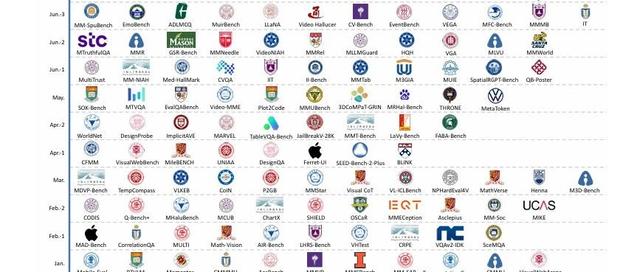 Jun.-3
MM-SpuBench EmoBench ADLMCQ MuirBench LLaNA Video Hallucer CV-Bench EventBench VEGA MFC-Bench MMMB IT
Jun.-2
stc
GEORGE MASON
SANTA CRUZ
MTruthfulQA MMR GSR-Bench MMNeedle VideoNIAH MMRel MLLMGuard HQH VGA MLVU MMWorld
Jun.-1
MultiTrust MM-NIAH Med-HallMark CVQA IIT II-Bench MMTab M3GIA MUIE SpatialRGPT-Bench QB-Poster
May.
SOK-Bench MTVQA EvalQABench Video-MME Plot2Code MMUBench 3DCoMPaT-GRIN MRHal-Bench THRONE MetaToken
Apr.-2
WorldNet DesignProbe ImplicitAVE MARVEL TableVQA-Bench JailBreakV-28K MMT-Bench LaVy-Bench FABA-Bench
Apr.-1
CFMM VisualWebBench MileBENCH UNIAA DesignQA Ferret-UI SEED-Bench-2-Plus BLINK
Mar.
MDVP-Bench TempCompass VLKEB CoIN P2GB MMStar Visual CoT VL-ICLBench NPHardEval4V MathVerse Henna M3D-Bench
Feb.-2
IERT
UCAS
CODIS Q-Bench+ MHaluBench MCUB ChartX SHIELD OSCaR MMECeption Asclepius MM-Soc MIKE
Feb.-1
MAD-Bench CorrelationQA MULTI Math-Vision AIR-Bench LHRS-Bench VHTest CRPE VQAv2-IDK SceMQA
Jan.